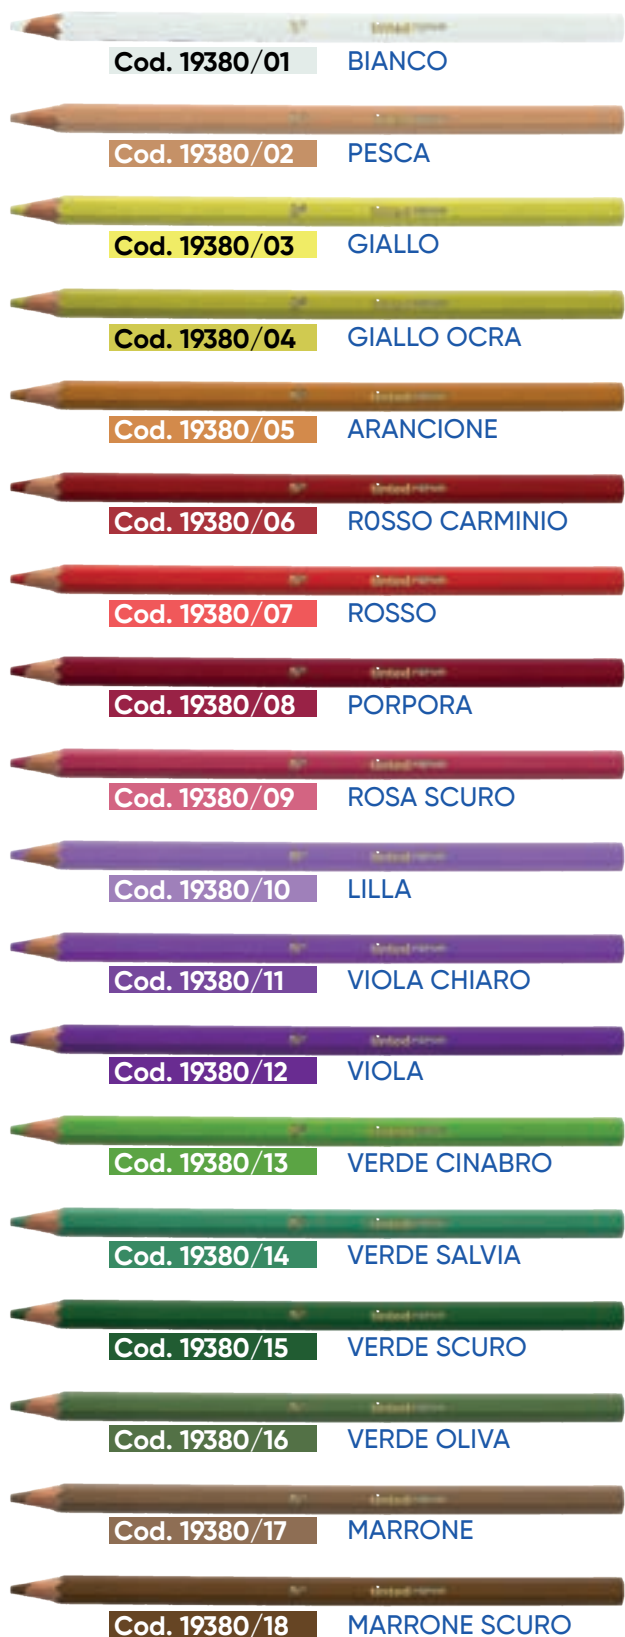 Cod. 19380/01 BIANCO
Cod. 19380/02 PESCA
Cod. 19380/03 GIALLO
Cod. 19380/04 GIALLO OCRA
Cod. 19380/05 ARANCIONE
tinted
Cod. 19380/06 R0SSO CARMINIO
tinted
Cod. 19380/07 ROSSO
tinted
Cod. 19380/08 PORPORA
Cod. 19380/09 ROSA SCURO
Cod. 19380/10 LILLA
Cod. 19380/11 VIOLA CHIARO
Cod. 19380/12 VIOLA
Cod. 19380/13 VERDE CINABRO
Cod. 19380/14 VERDE SALVIA
tinted
Cod. 19380/15 VERDE SCURO
Cod. 19380/16 VERDE OLIVA
Cod. 19380/17 MARRONE
Cod. 19380/18 MARRONE SCURO